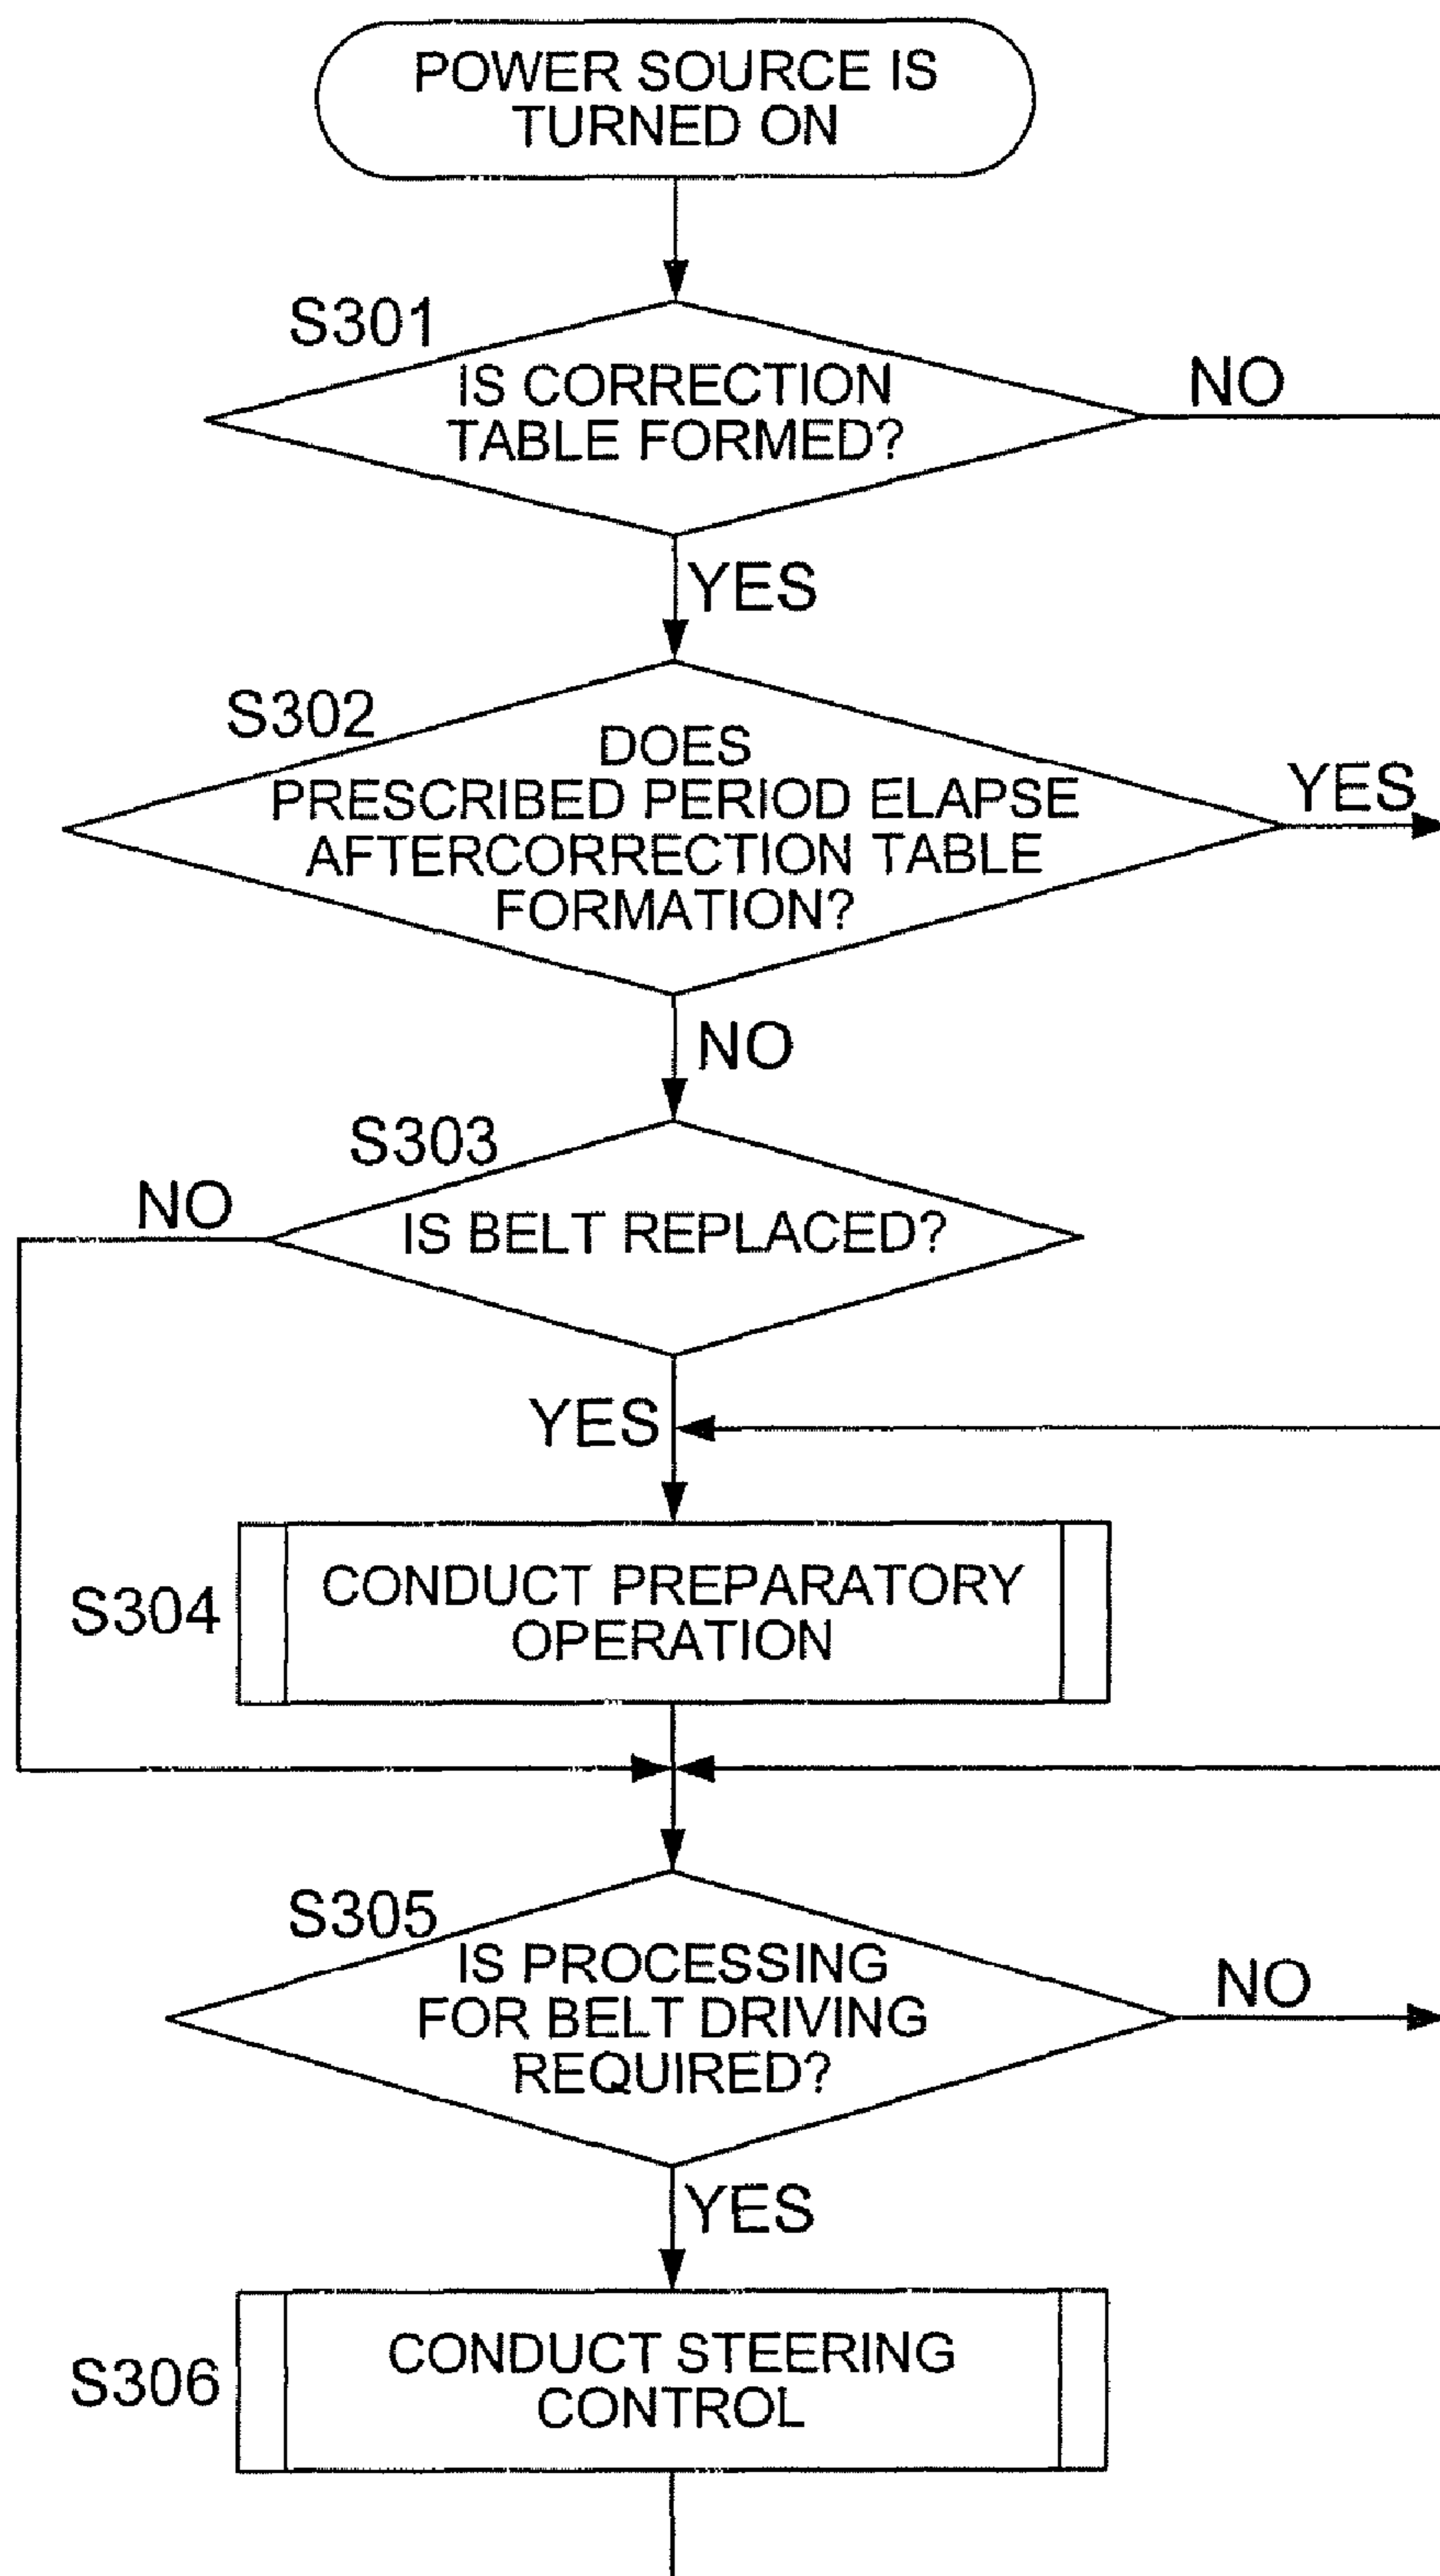 POWER SOURCE IS
TURNED ON
S301
IS CORRECTION
TABLE FORMED?
NO
YES
S302
DOES
PRESCRIBED PERIOD ELAPSE
AFTERCORRECTION TABLE
FORMATION?
YES
NO
S303
NO
IS BELT REPLACED?
YES
S304
CONDUCT PREPARATORY
OPERATION
S305
IS PROCESSING
FOR BELT DRIVING
REQUIRED?
NO
YES
S306
CONDUCT STEERING
CONTROL